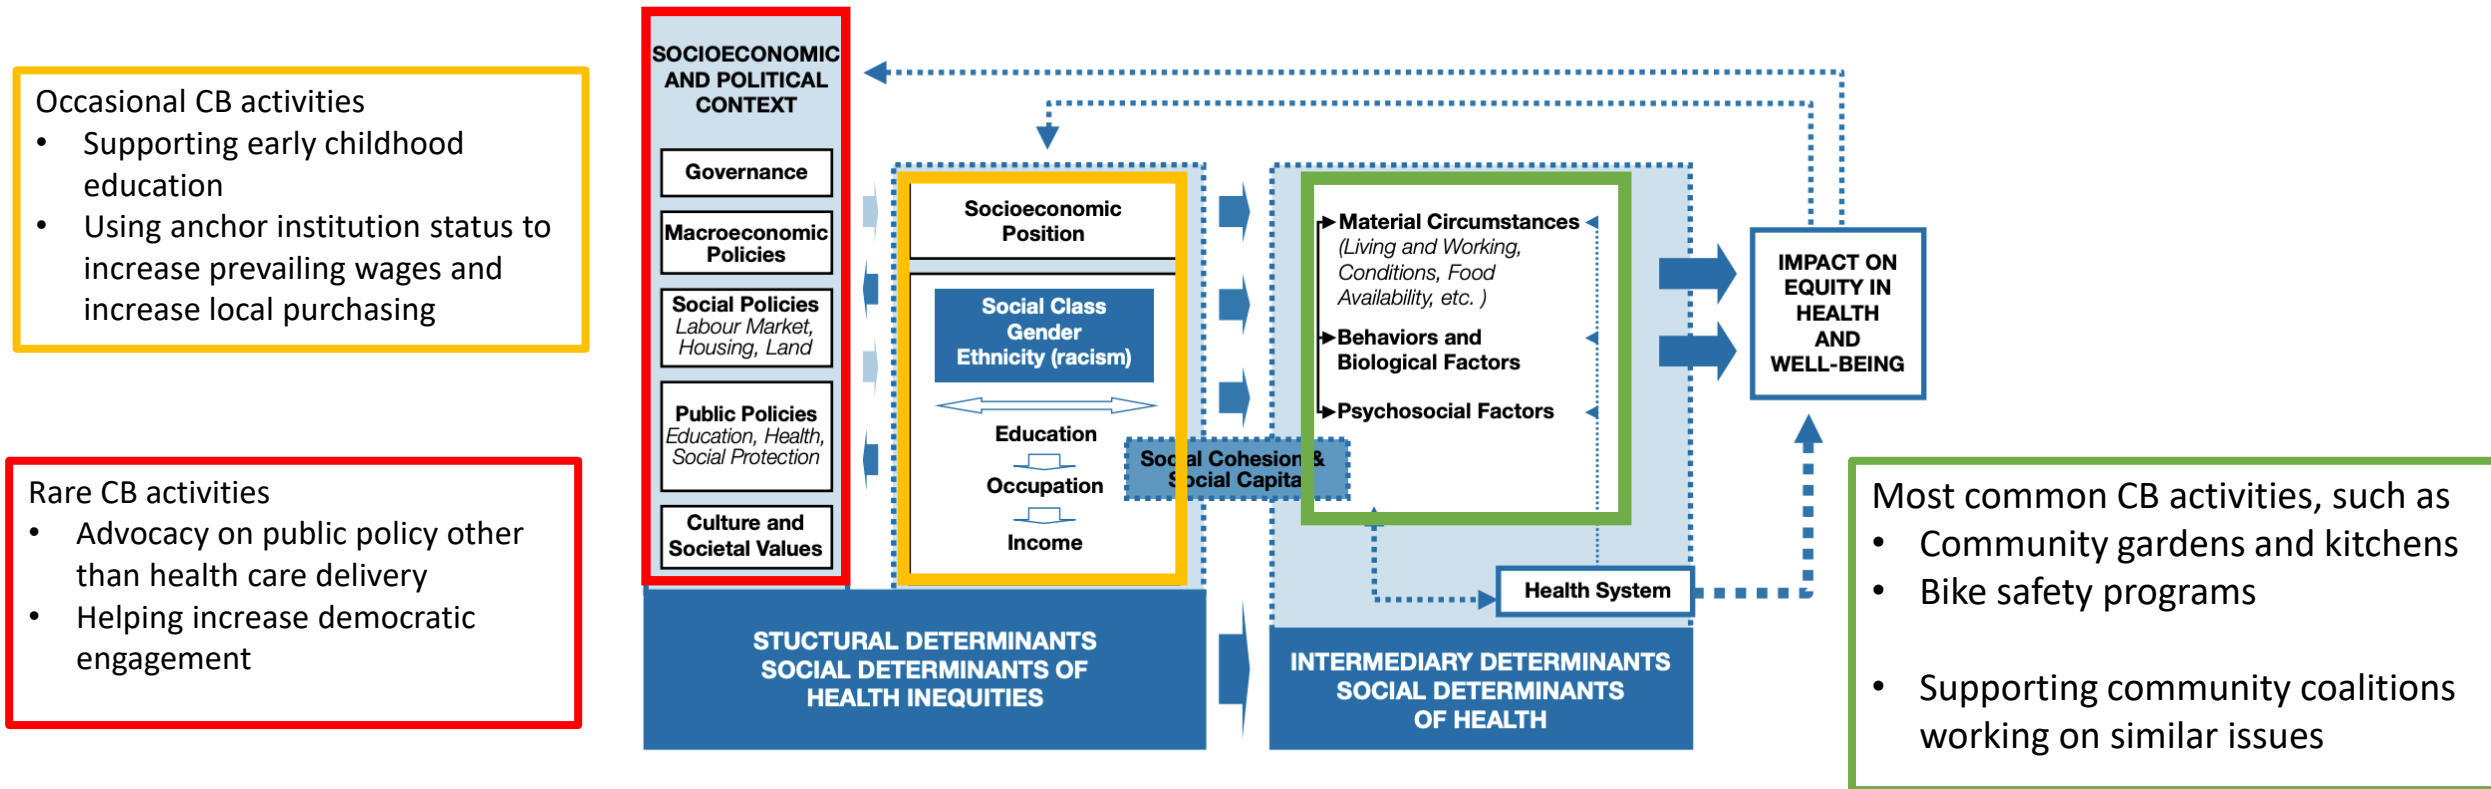 Occasional CB activities
• Supporting early childhood
education
• Using anchor institution status to
increase prevailing wages and
increase local purchasing
Rare CB activities
• Advocacy on public policy other
than health care delivery
• Helping increase democratic
engagement
SOCIOECONOMIC
AND POLITICAL
CONTEXT
Governance
Macroeconomic
Policies
Social Policies
Labour Market,
Housing, Land
Public Policies
Education, Health,
Social Protection
Culture and
Societal Values
Socioeconomic
Position
Social Class
Gender
Ethnicity (racism)
Education
Occupation
Income
Social Cohesion &
Social Capital
STUCTURAL DETERMINANTS
SOCIAL DETERMINANTS OF
HEALTH INEQUITIES
Material Circumstances
(Living and Working,
Conditions, Food
Availability, etc. )
Behaviors and
Biological Factors
Psychosocial Factors
Health System
INTERMEDIARY DETERMINANTS
SOCIAL DETERMINANTS
OF HEALTH
IMPACT ON
EQUITY IN
HEALTH
AND
WELL-BEING
Most common CB activities, such as
• Community gardens and kitchens
• Bike safety programs
• Supporting community coalitions
working on similar issues